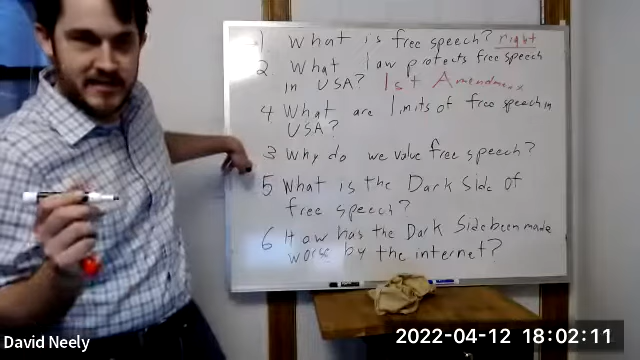 1 What is free speech? right
2. What law protects free speech
in USA? 1st Amendment
4 What are limits of free speech in
USA?
3 Why do we value free speech?
5 What is the Dark Side of
free speech?
6 How has the Dark Side been made
worse by the internet?
David Neely
2022-04-12 18:02:11